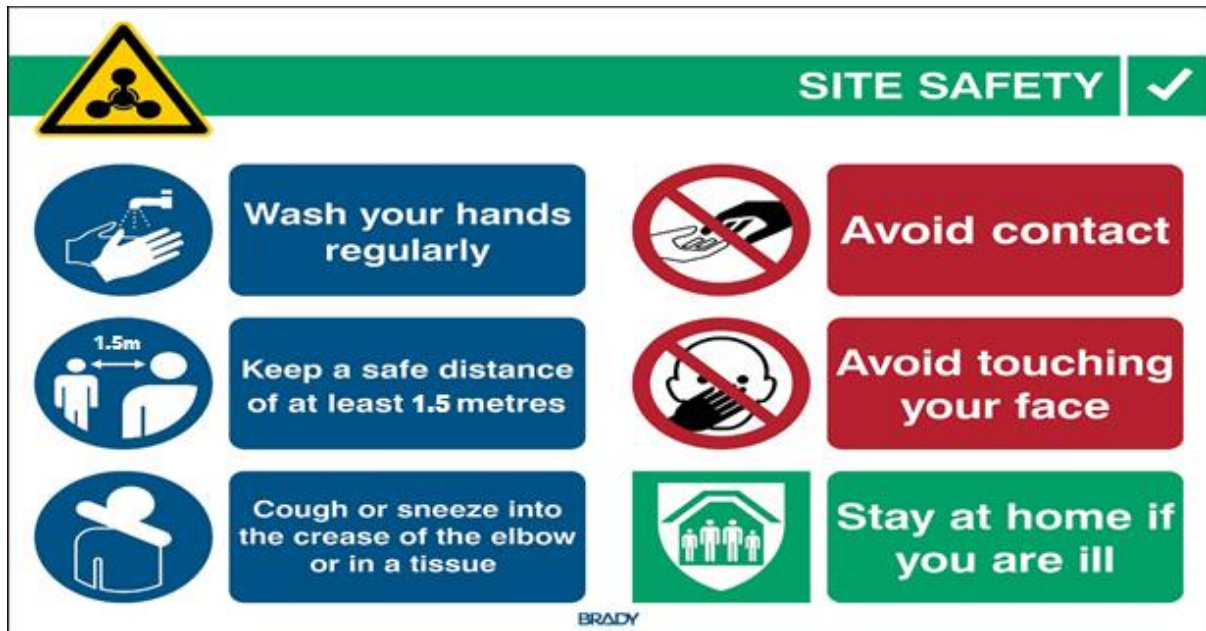 SITE SAFETY
Wash your hands
regularly
Avoid contact
1.5m
Keep a safe distance
of at least 1.5 metres
Avoid touching
your face
Cough or sneeze into
the crease of the elbow
or in a tissue
Stay at home if
you are ill
BRADY